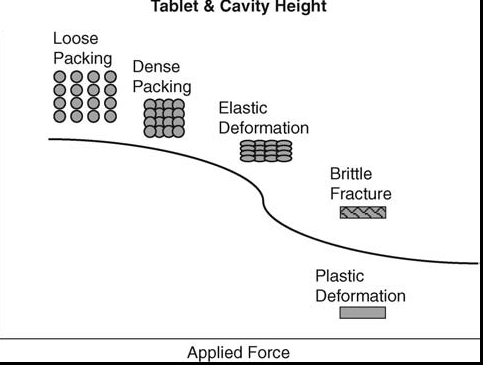 Tablet & Cavity Height
Loose
Packing
Dense
Packing
Elastic
Deformation
Brittle
Fracture
Plastic
Deformation
Applied Force